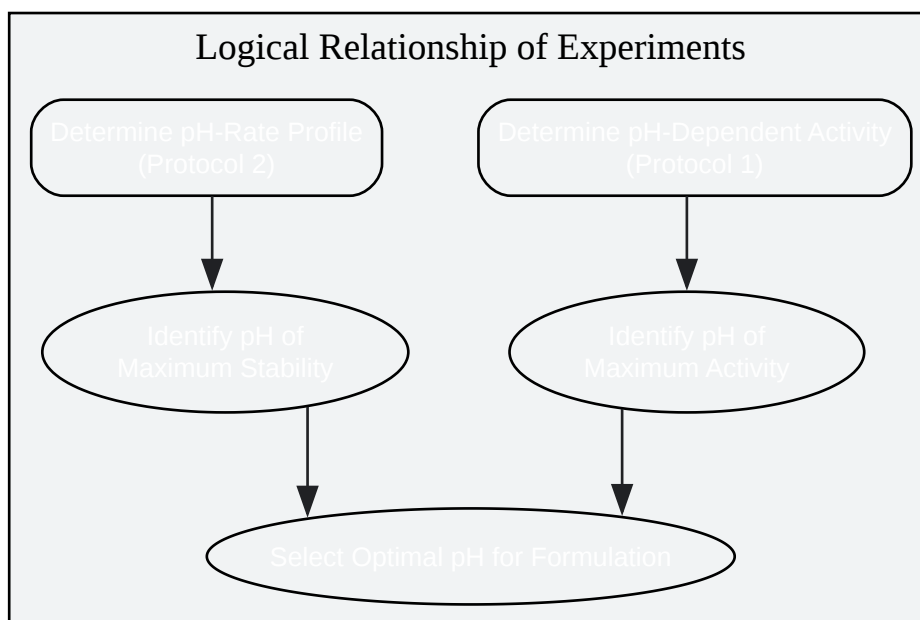 Logical Relationship of Experiments
Determine pH-Rate Profile
(Protocol 2)
Determine pH-Dependent Activity
(Protocol 1)
Identify pH of
Maximum Stability
Identify pH of
Maximum Activity
Select Optimal pH for Formulation